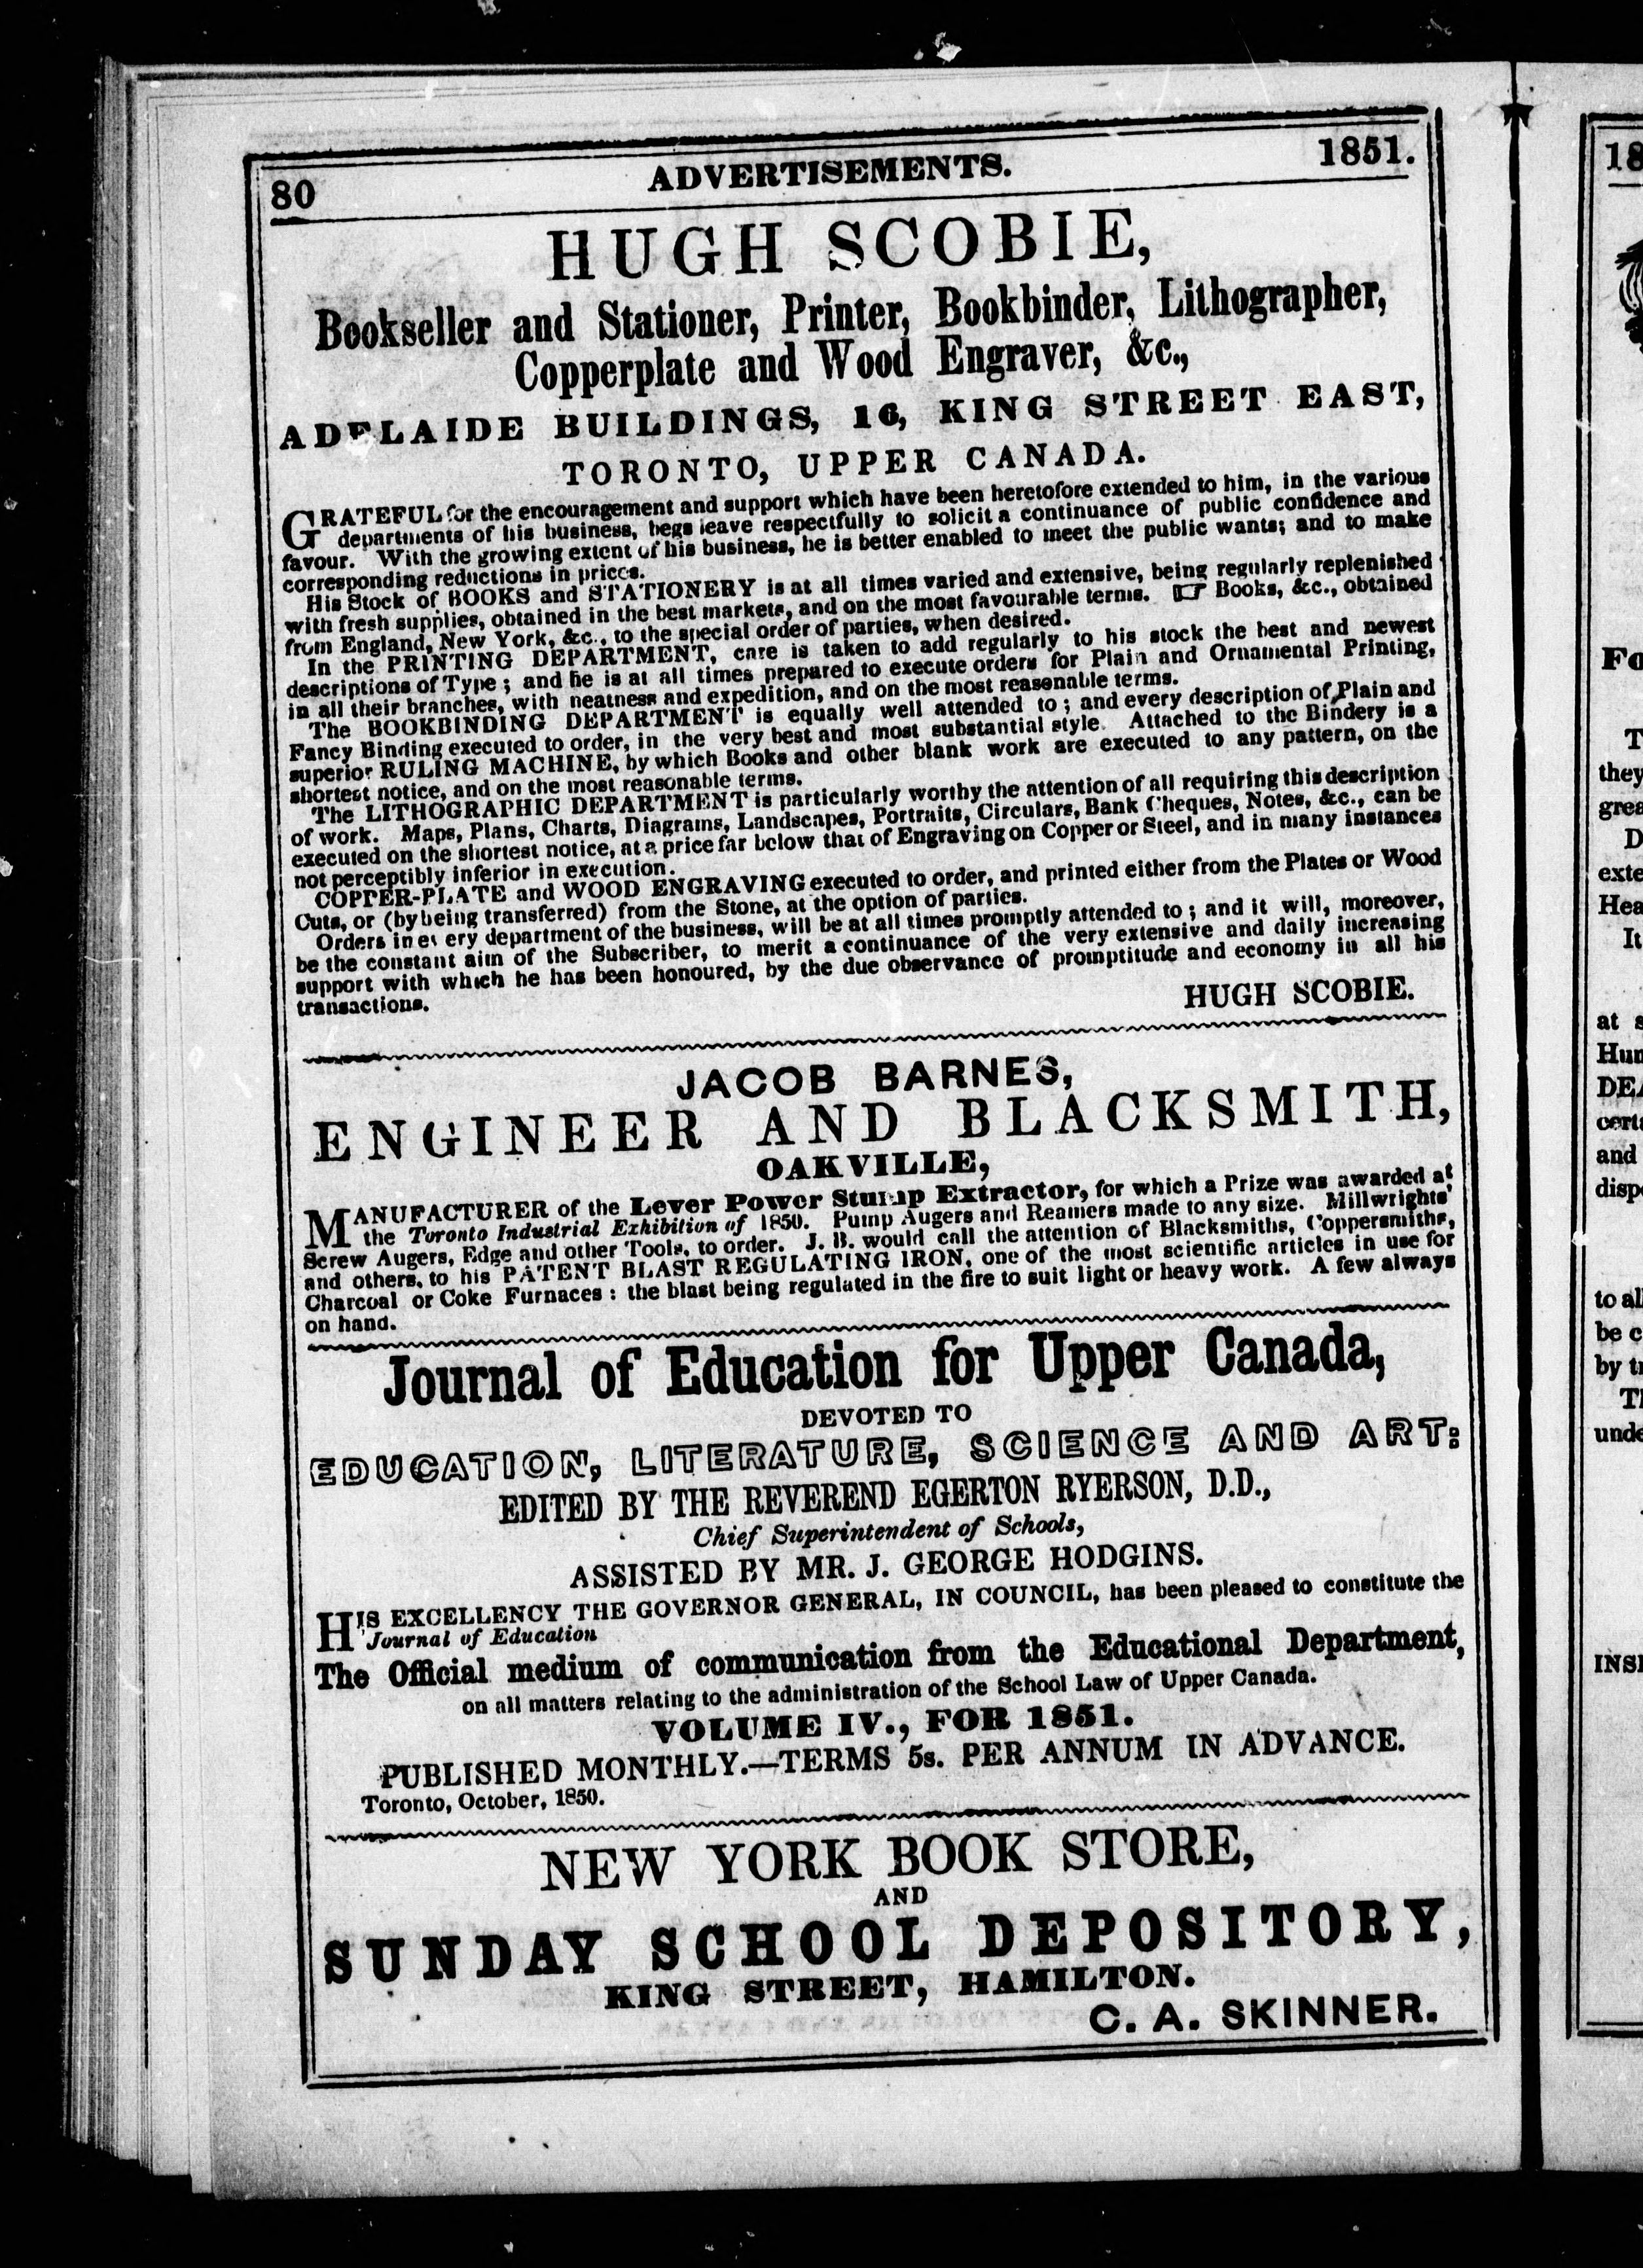 80 ADVERTISEMENTS. 1851.
HUGH SCOBIE,
Bookseller and Stationer, Printer, Bookbinder, Lithographer,
Copperplate and Wood Engraver, &c.,
ADELAIDE BUILDINGS, 16, KING STREET EAST,
TORONTO, UPPER CANADA.
GRATEFUL for the encouragement and support which have been heretofore extended to him, in the various
departments of his business, begs leave respectfully to solicit a continuance of public confidence and
favour. With the growing extent of his business, he is better enabled to meet the public wants; and to make
corresponding reductions in prices.
His Stock of BOOKS and STATIONERY is at all times varied and extensive, being regularly replenished
with fresh supplies, obtained in the best markets, and on the most favourable terms. ☞ Books, &c., obtained
from England, New York, &c., to the special order of parties, when desired.
In the PRINTING DEPARTMENT, care is taken to add regularly to his stock the best and newest
descriptions of Type; and he is at all times prepared to execute orders for Plain and Ornamental Printing,
in all their branches, with neatness and expedition, and on the most reasonable terms.
The BOOKBINDING DEPARTMENT is equally well attended to; and every description of Plain and
Fancy Binding executed to order, in the very best and most substantial style. Attached to the Bindery is a
superior RULING MACHINE, by which Books and other blank work are executed to any pattern, on the
shortest notice, and on the most reasonable terms.
The LITHOGRAPHIC DEPARTMENT is particularly worthy the attention of all requiring this description
of work. Maps, Plans, Charts, Diagrams, Landscapes, Portraits, Circulars, Bank Cheques, Notes, &c., can be
executed on the shortest notice, at a price far below that of Engraving on Copper or Steel, and in many instances
not perceptibly inferior in execution.
COPPER-PLATE and WOOD ENGRAVING executed to order, and printed either from the Plates or Wood
Cuts, or (by being transferred) from the Stone, at the option of parties.
Orders in every department of the business, will be at all times promptly attended to; and it will, moreover,
be the constant aim of the Subscriber, to merit a continuance of the very extensive and daily increasing
support with which he has been honoured, by the due observance of promptitude and economy in all his
transactions.
HUGH SCOBIE.
JACOB BARNES,
ENGINEER AND BLACKSMITH,
OAKVILLE,
MANUFACTURER of the Lever Power Stump Extractor, for which a Prize was awarded at
the Toronto Industrial Exhibition of 1850. Pump Augers and Reamers made to any size. Millwrights'
Screw Augers, Edge and other Tools, to order. J. B. would call the attention of Blacksmiths, Coppersmiths,
and others, to his PATENT BLAST REGULATING IRON, one of the most scientific articles in use for
Charcoal or Coke Furnaces: the blast being regulated in the fire to suit light or heavy work. A few always
on hand.
Journal of Education for Upper Canada,
DEVOTED TO
EDUCATION, LITERATURE, SCIENCE AND ART:
EDITED BY THE REVEREND EGERTON RYERSON, D.D.,
Chief Superintendent of Schools,
ASSISTED BY MR. J. GEORGE HODGINS.
HIS EXCELLENCY THE GOVERNOR GENERAL, IN COUNCIL, has been pleased to constitute the
Journal of Education
The Official medium of communication from the Educational Department,
on all matters relating to the administration of the School Law of Upper Canada.
VOLUME IV., FOR 1851.
PUBLISHED MONTHLY.—TERMS 5s. PER ANNUM IN ADVANCE.
Toronto, October, 1850.
NEW YORK BOOK STORE,
AND
SUNDAY SCHOOL DEPOSITORY,
KING STREET, HAMILTON.
C. A. SKINNER.
18
Fo
T
they
grea
D
exte
Hea
It
at s
Hun
DEA
certa
and
dispo
to all
be c
by tr
Th
unde
INSI